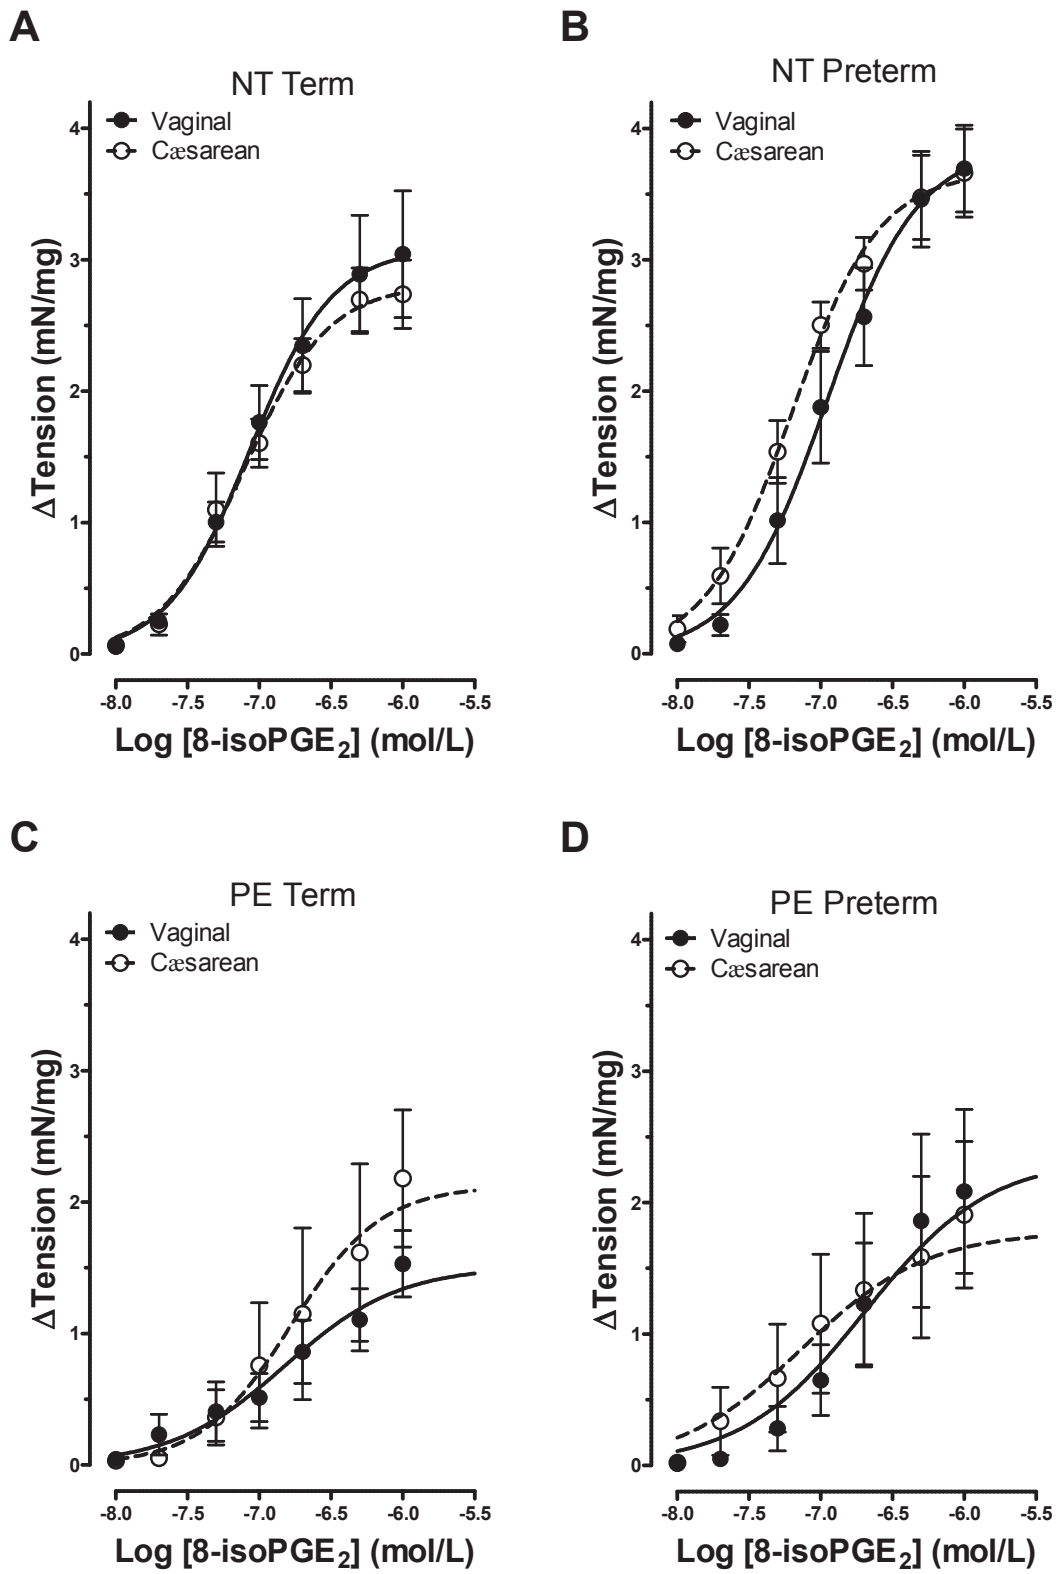 A
NT Term
Vaginal
Cæsarean
4
3
2
1
0
ΔTension (mN/mg)
-8.0 -7.5 -7.0 -6.5 -6.0 -5.5
Log [8-isoPGE₂] (mol/L)
B
NT Preterm
Vaginal
Cæsarean
4
3
2
1
0
ΔTension (mN/mg)
-8.0 -7.5 -7.0 -6.5 -6.0 -5.5
Log [8-isoPGE₂] (mol/L)
C
PE Term
Vaginal
Cæsarean
4
3
2
1
0
ΔTension (mN/mg)
-8.0 -7.5 -7.0 -6.5 -6.0 -5.5
Log [8-isoPGE₂] (mol/L)
D
PE Preterm
Vaginal
Cæsarean
4
3
2
1
0
ΔTension (mN/mg)
-8.0 -7.5 -7.0 -6.5 -6.0 -5.5
Log [8-isoPGE₂] (mol/L)